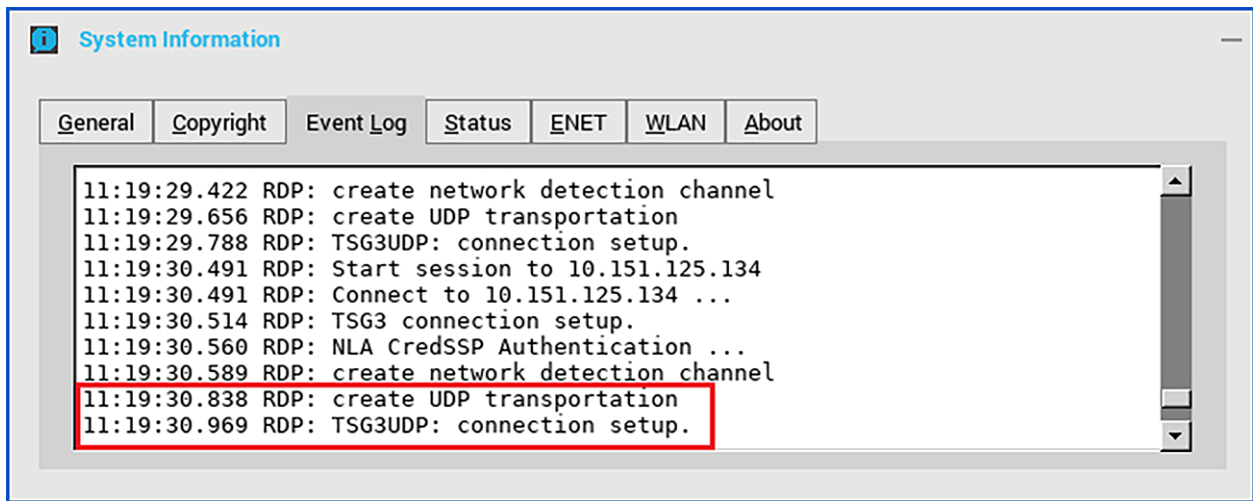 System Information
General Copyright Event Log Status ENET WLAN About
11:19:29.422 RDP: create network detection channel
11:19:29.656 RDP: create UDP transportation
11:19:29.788 RDP: TSG3UDP: connection setup.
11:19:30.491 RDP: Start session to 10.151.125.134
11:19:30.491 RDP: Connect to 10.151.125.134 ...
11:19:30.514 RDP: TSG3 connection setup.
11:19:30.560 RDP: NLA CredSSP Authentication ...
11:19:30.589 RDP: create network detection channel
11:19:30.838 RDP: create UDP transportation
11:19:30.969 RDP: TSG3UDP: connection setup.